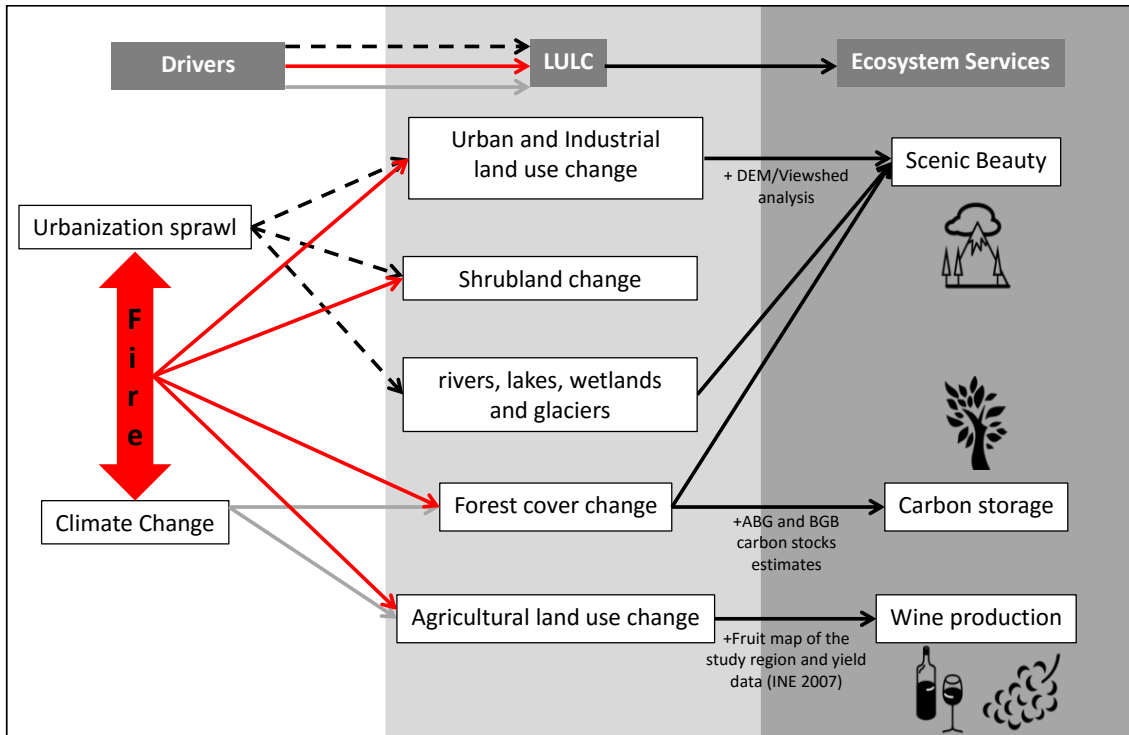 Drivers
LULC
Ecosystem Services
Urban and Industrial
land use change
+ DEM/Viewshed
analysis
Scenic Beauty
Urbanization sprawl
Shrubland change
Fire
rivers, lakes, wetlands
and glaciers
Climate Change
Forest cover change
+ABG and BGB
carbon stocks
estimates
Carbon storage
Agricultural land use change
+Fruit map of the
study region and yield
data (INE 2007)
Wine production